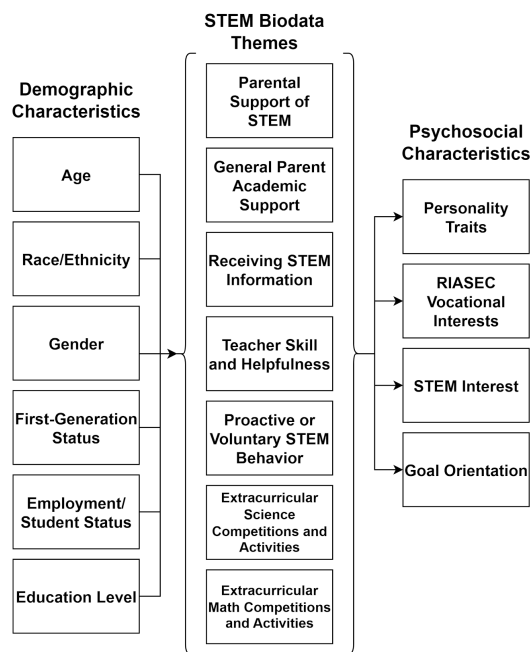 STEM Biodata
Themes
Demographic
Characteristics
Age
Race/Ethnicity
Gender
First-Generation
Status
Employment/
Student Status
Education Level
Parental
Support of
STEM
General Parent
Academic
Support
Receiving STEM
Information
Teacher Skill
and Helpfulness
Proactive or
Voluntary STEM
Behavior
Extracurricular
Science
Competitions and
Activities
Extracurricular
Math Competitions
and Activities
Psychosocial
Characteristics
Personality
Traits
RIASEC
Vocational
Interests
STEM Interest
Goal Orientation